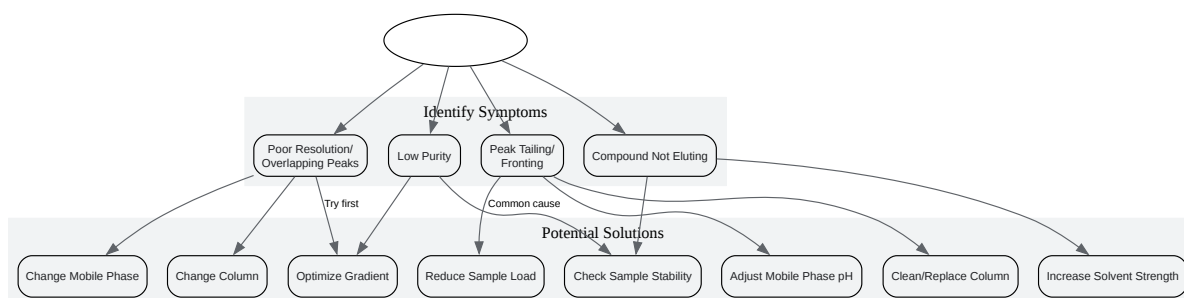 Identify Symptoms
Poor Resolution/
Overlapping Peaks
Low Purity
Peak Tailing/
Fronting
Compound Not Eluting
Try first
Common cause
Potential Solutions
Change Mobile Phase
Change Column
Optimize Gradient
Reduce Sample Load
Check Sample Stability
Adjust Mobile Phase pH
Clean/Replace Column
Increase Solvent Strength